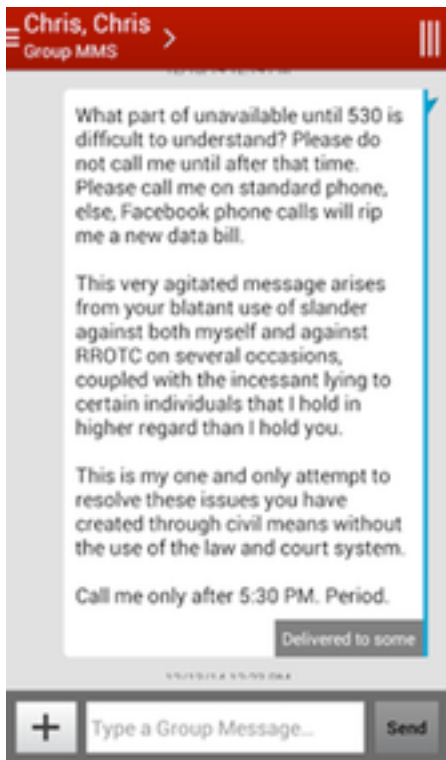 Chris, Chris
Group MMS
What part of unavailable until 530 is
difficult to understand? Please do
not call me until after that time.
Please call me on standard phone,
else, Facebook phone calls will rip
me a new data bill.
This very agitated message arises
from your blatant use of slander
against both myself and against
RROTC on several occasions,
coupled with the incessant lying to
certain individuals that I hold in
higher regard than I hold you.
This is my one and only attempt to
resolve these issues you have
created through civil means without
the use of the law and court system.
Call me only after 5:30 PM. Period.
Delivered to some
Type a Group Message...
Send